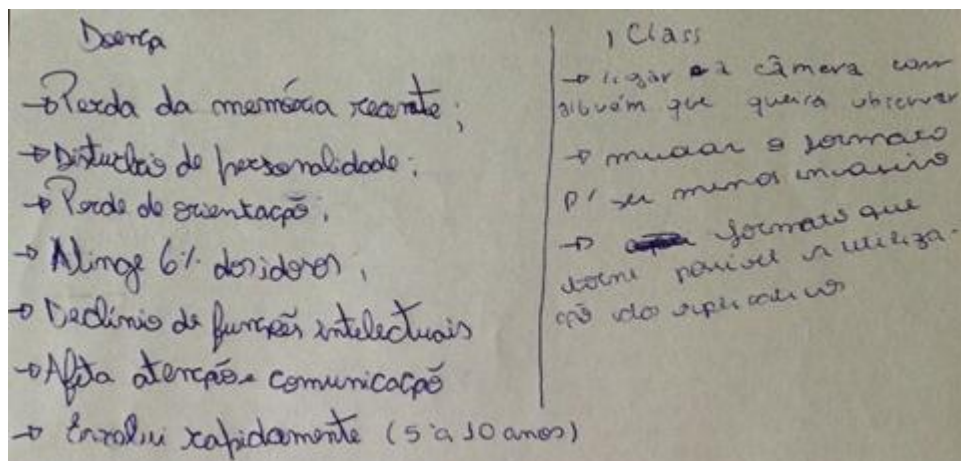 Doença
→ Perda da memória recente;
→ Disturbio de personalidade;
→ Perda de orientação;
→ Atinge 6% dos idosos;
→ Declínio de funções intelectuais
→ Afeta atenção e comunicação
→ Envolui rapidamente (5 a 10 anos)
1 Class
→ ligar a câmera com
alguém que queira observar
→ mudar o formato
p/ ser menos invasivo
→ formato que
torne possível a utiliza-
ção do aplicativo